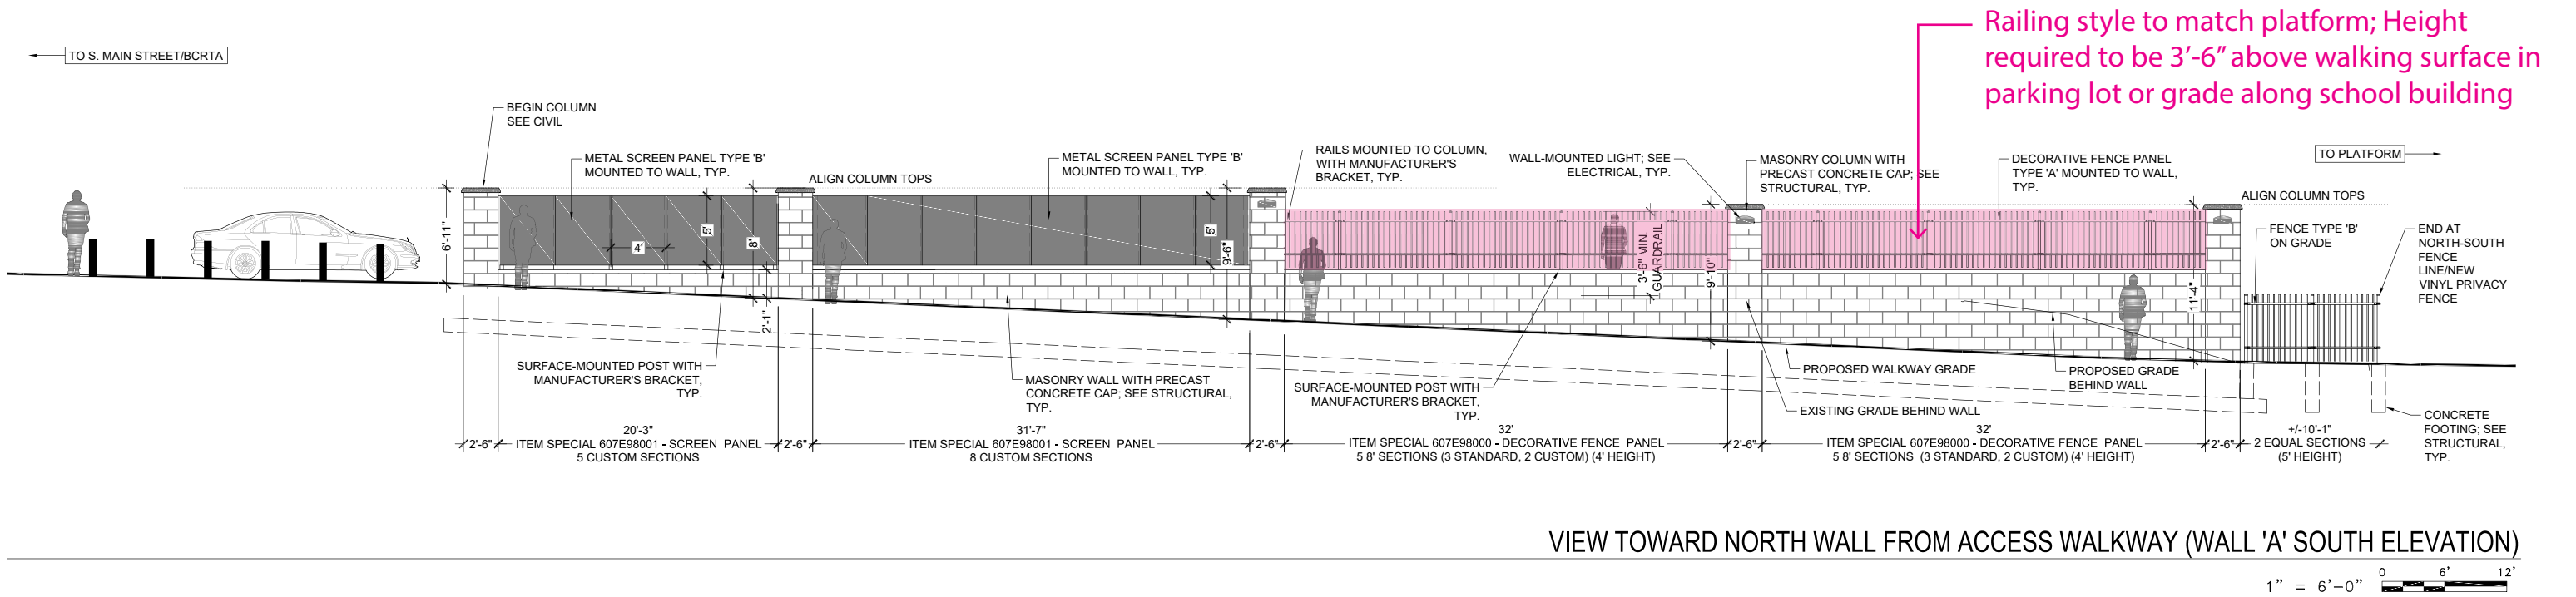 Railing style to match platform; Height
required to be 3'-6" above walking surface in
parking lot or grade along school building
TO S. MAIN STREET/BCRTA
BEGIN COLUMN
SEE CIVIL
METAL SCREEN PANEL TYPE 'B'
MOUNTED TO WALL, TYP.
ALIGN COLUMN TOPS
METAL SCREEN PANEL TYPE 'B'
MOUNTED TO WALL, TYP.
RAILS MOUNTED TO COLUMN,
WITH MANUFACTURER'S
BRACKET, TYP.
WALL-MOUNTED LIGHT; SEE
ELECTRICAL, TYP.
MASONRY COLUMN WITH
PRECAST CONCRETE CAP; SEE
STRUCTURAL, TYP.
DECORATIVE FENCE PANEL
TYPE 'A' MOUNTED TO WALL,
TYP.
TO PLATFORM
ALIGN COLUMN TOPS
FENCE TYPE 'B'
ON GRADE
END AT
NORTH-SOUTH
FENCE
LINE/NEW
VINYL PRIVACY
FENCE
6'-11"
4'
5'
8'
2'-1"
5'
9'-6"
3'-6" MIN.
GUARDRAIL
9'-10"
11'-4"
SURFACE-MOUNTED POST WITH
MANUFACTURER'S BRACKET,
TYP.
MASONRY WALL WITH PRECAST
CONCRETE CAP; SEE STRUCTURAL,
TYP.
SURFACE-MOUNTED POST WITH
MANUFACTURER'S BRACKET,
TYP.
PROPOSED WALKWAY GRADE
EXISTING GRADE BEHIND WALL
PROPOSED GRADE
BEHIND WALL
CONCRETE
FOOTING; SEE
STRUCTURAL,
TYP.
2'-6"
20'-3"
ITEM SPECIAL 607E98001 - SCREEN PANEL
5 CUSTOM SECTIONS
2'-6"
31'-7"
ITEM SPECIAL 607E98001 - SCREEN PANEL
8 CUSTOM SECTIONS
2'-6"
32'
ITEM SPECIAL 607E98000 - DECORATIVE FENCE PANEL
5 8' SECTIONS (3 STANDARD, 2 CUSTOM) (4' HEIGHT)
2'-6"
32'
ITEM SPECIAL 607E98000 - DECORATIVE FENCE PANEL
5 8' SECTIONS (3 STANDARD, 2 CUSTOM) (4' HEIGHT)
2'-6"
+/-10'-1"
2 EQUAL SECTIONS
(5' HEIGHT)
VIEW TOWARD NORTH WALL FROM ACCESS WALKWAY (WALL 'A' SOUTH ELEVATION)
1" = 6'-0"
0 6' 12'